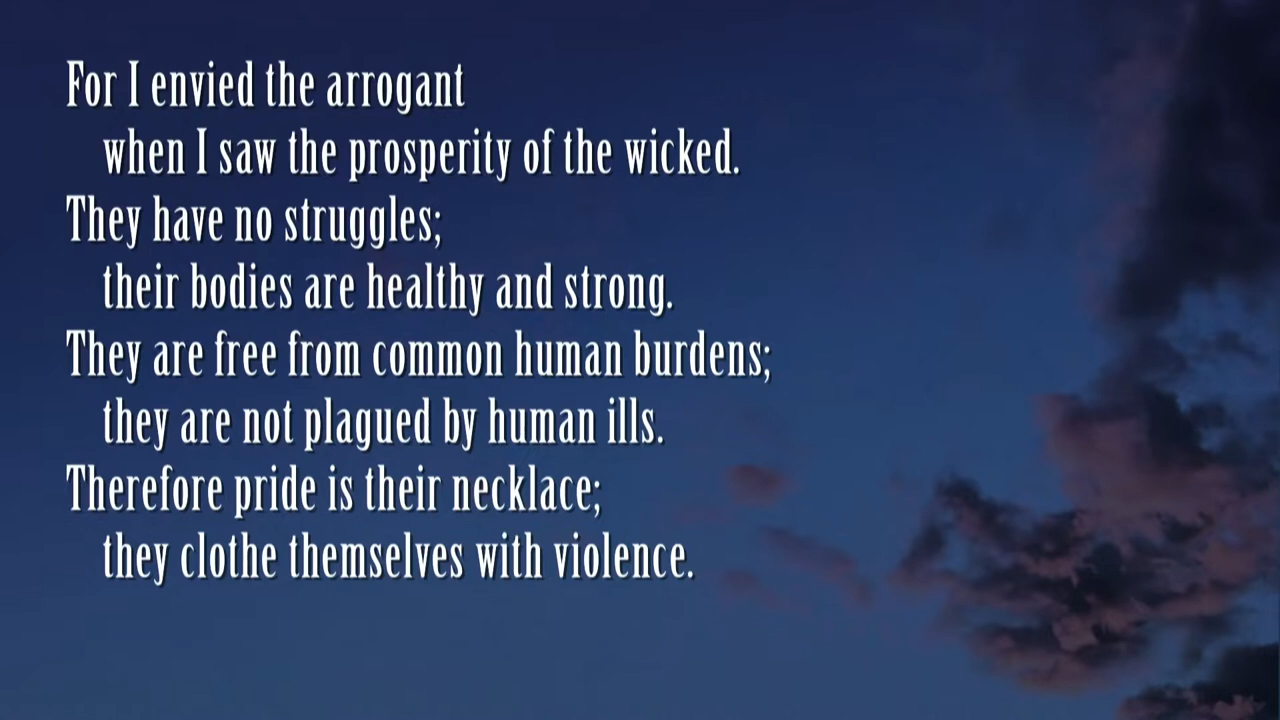 For I envied the arrogant
when I saw the prosperity of the wicked.
They have no struggles;
their bodies are healthy and strong.
They are free from common human burdens;
they are not plagued by human ills.
Therefore pride is their necklace;
they clothe themselves with violence.